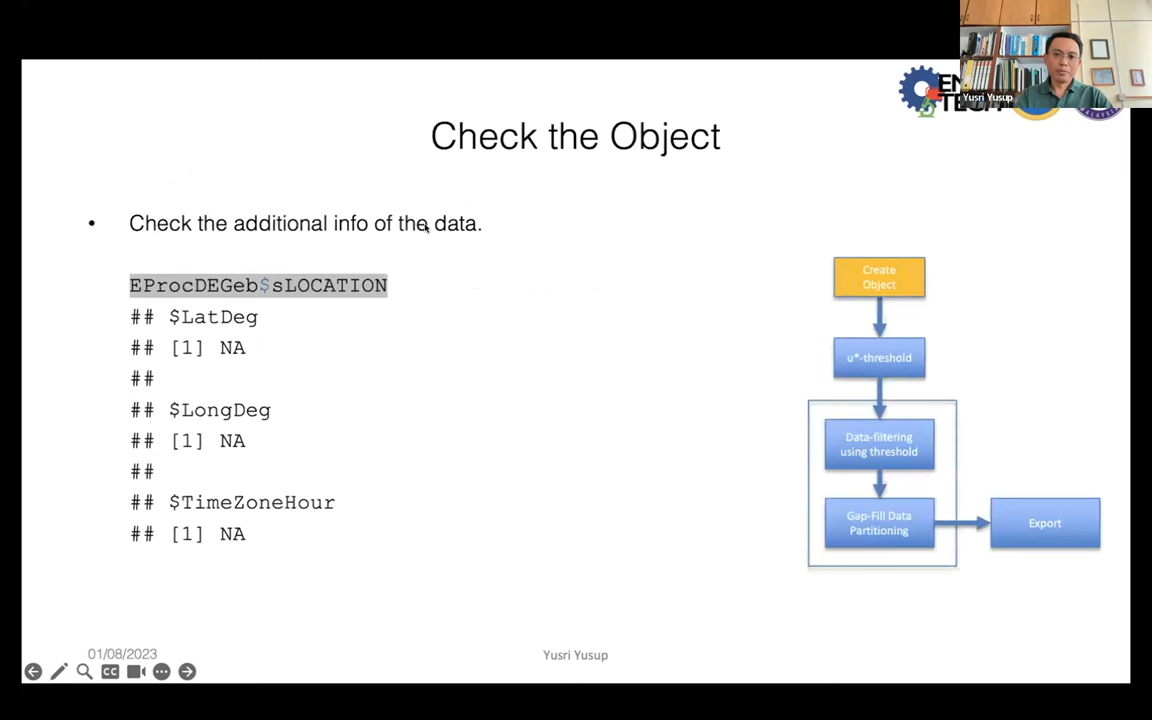 Yusri Yusup
Check the Object
• Check the additional info of the data.
EProcDEGeb$sLOCATION
## $LatDeg
## [1] NA
##
## $LongDeg
## [1] NA
##
## $TimeZoneHour
## [1] NA
Create
Object
u*-threshold
Data-filtering
using threshold
Gap-Fill Data
Partitioning
Export
01/08/2023
Yusri Yusup
CC